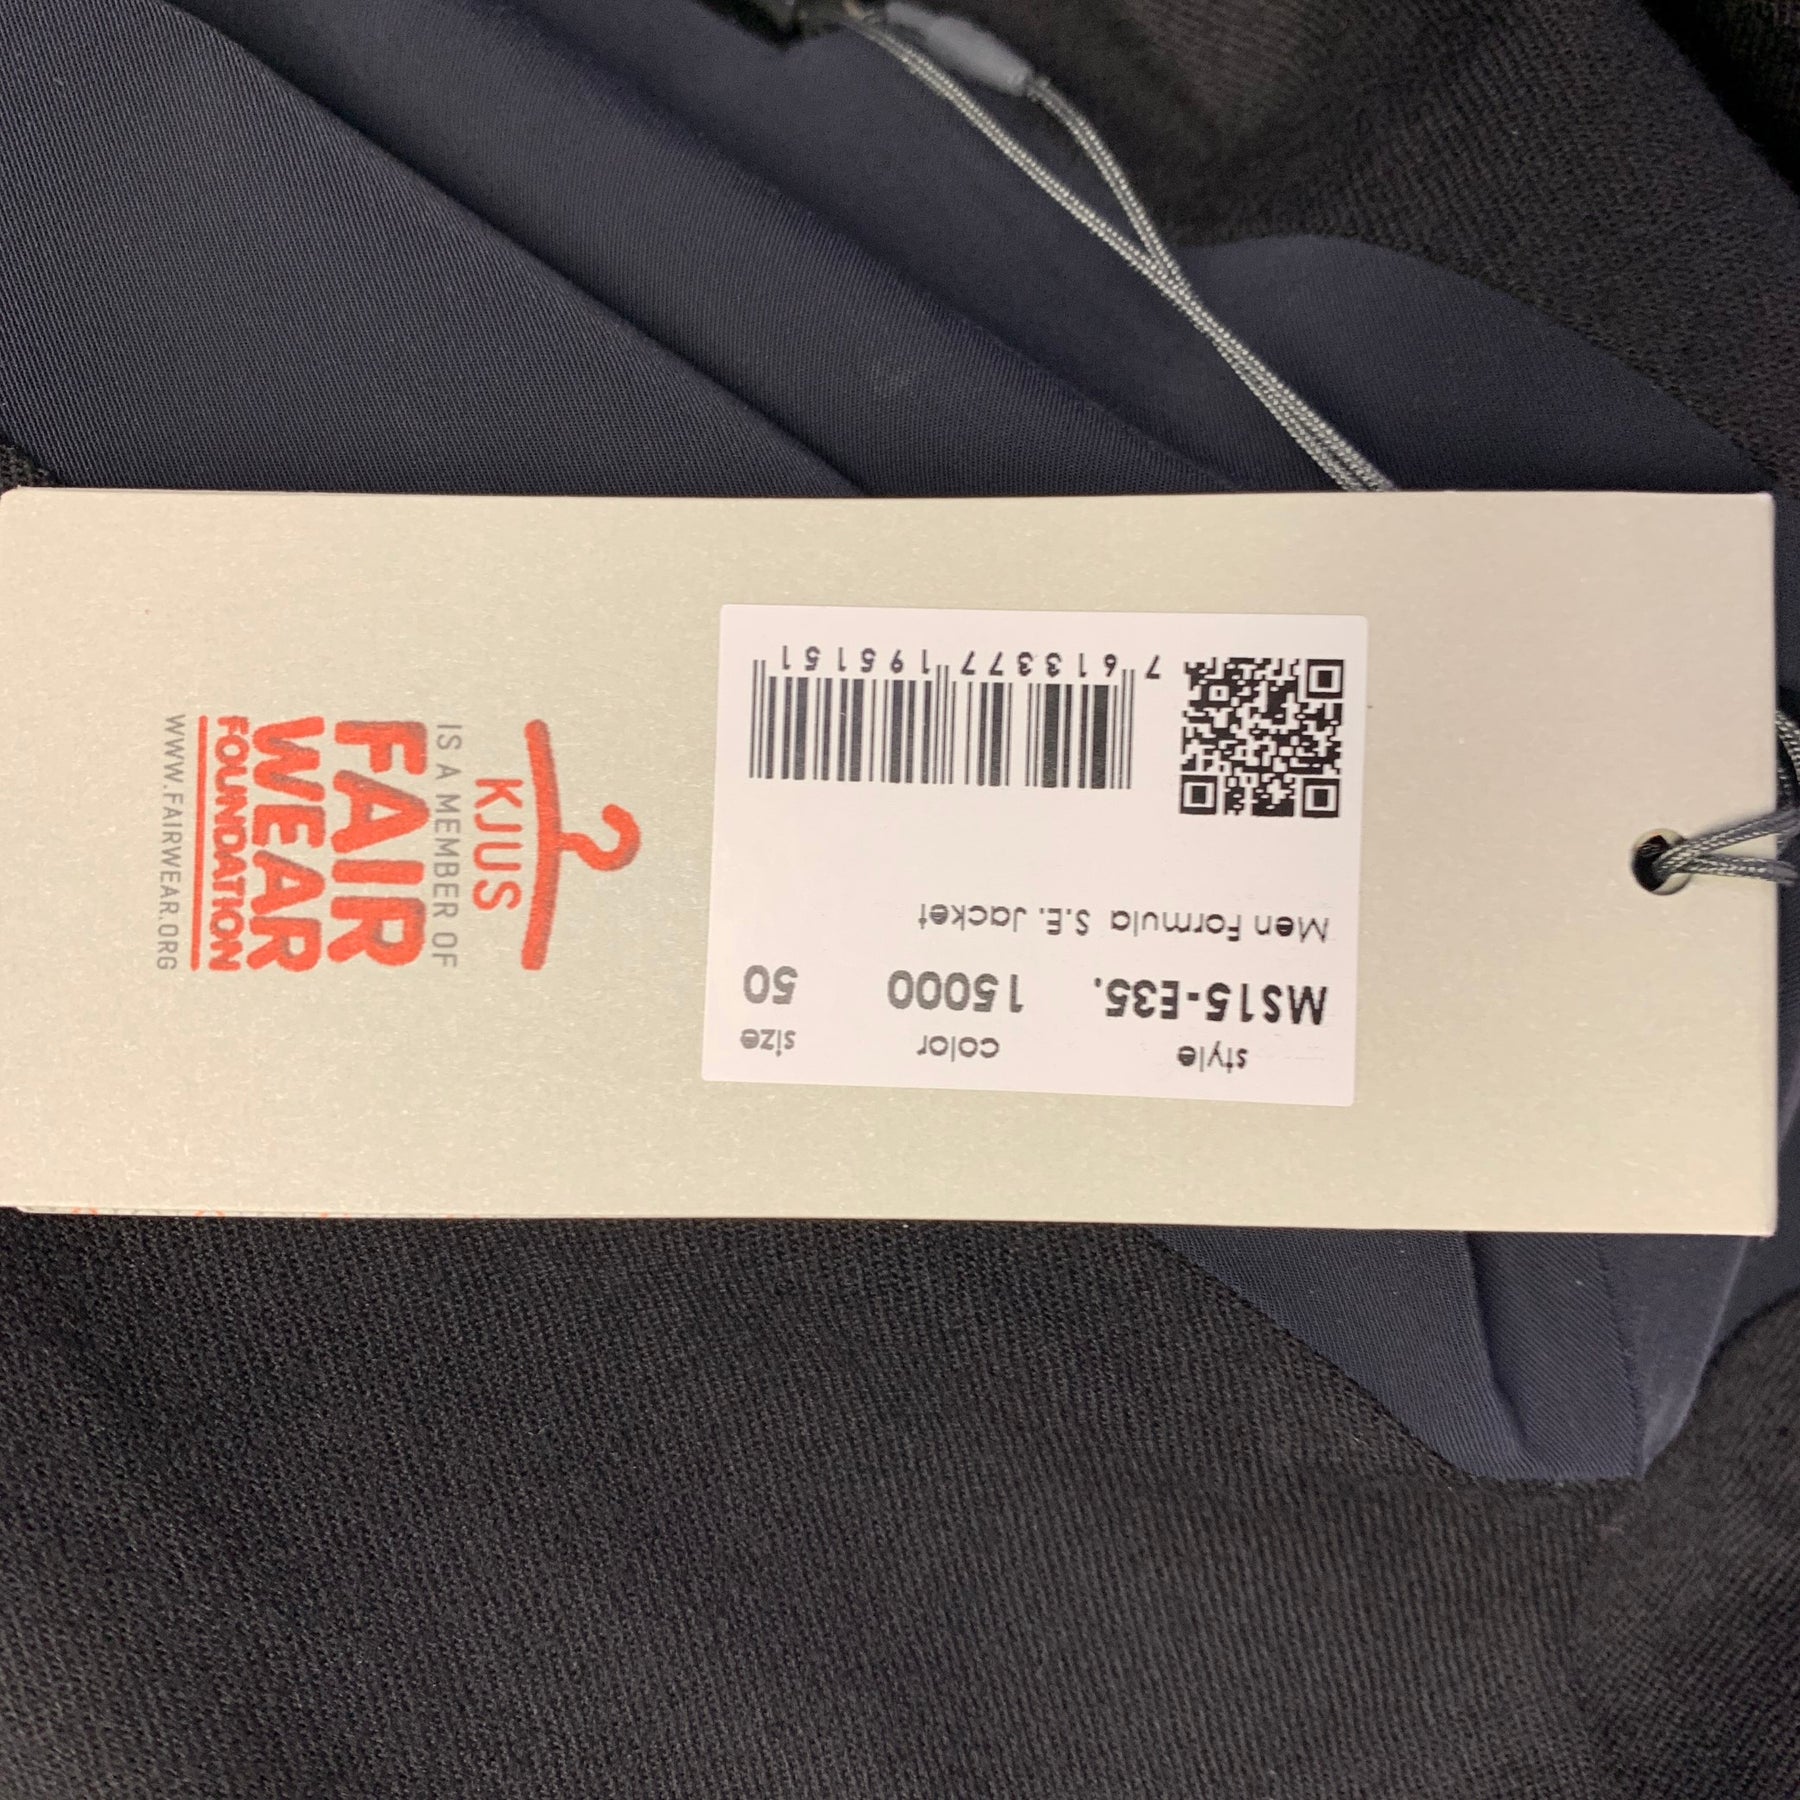 style color size
MS15-E35. 15000 50
Men Formula S.E. Jacket
7 613377 195151
KJUS
IS A MEMBER OF
FAIR
WEAR
FOUNDATION
WWW.FAIRWEAR.ORG